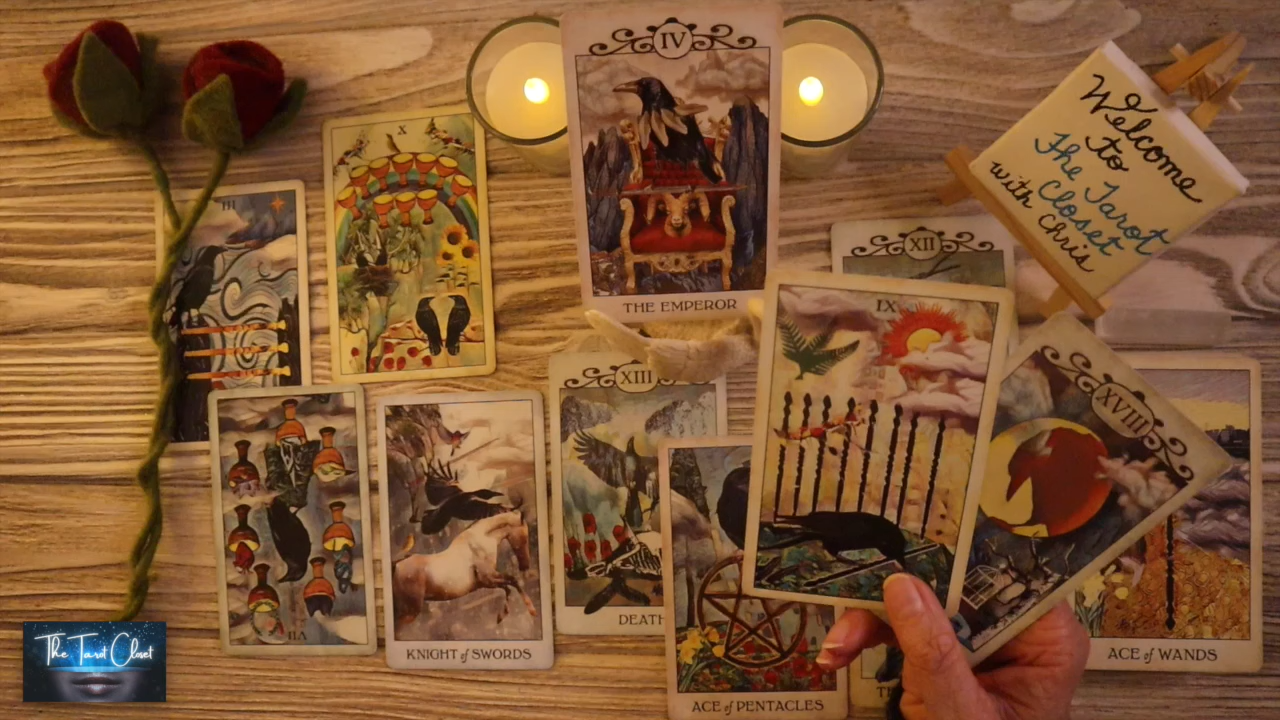 IV
THE EMPEROR
Welcome
to
The Tarot
Closet
with Chris
III
X
XII
IX
XVIII
XIII
DEATH
VII
KNIGHT of SWORDS
ACE of PENTACLES
ACE of WANDS
The Tarot Closet